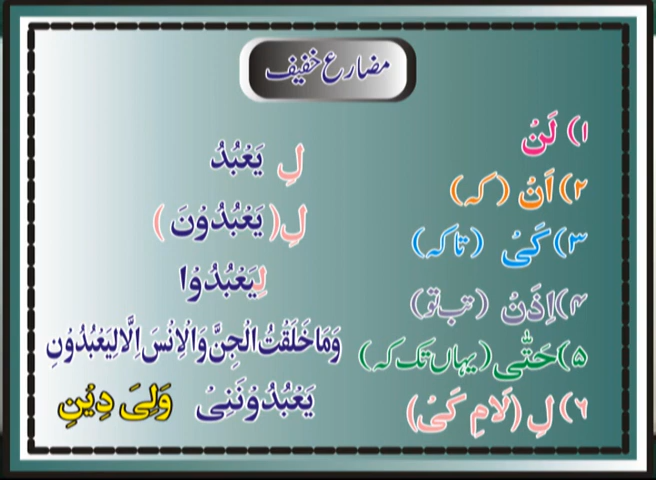 مضارع خفیف
۱) لَنْ
۲) اَنْ (کہ)
۳) کَیْ (تاکہ)
۴) اِذَنْ (تب تو)
۵) حَتّٰی (یہاں تک کہ)
۶) لِ (لَامِ کَیْ)
لِ یَعْبُدُ
لِ (یَعْبُدُوْنَ)
لِیَعْبُدُوْا
وَمَا خَلَقْتُ الْجِنَّ وَالْاِنْسَ اِلَّا لِیَعْبُدُوْنِ
یَعْبُدُوْنَنِیْ وَلِیَ دِیْنِ